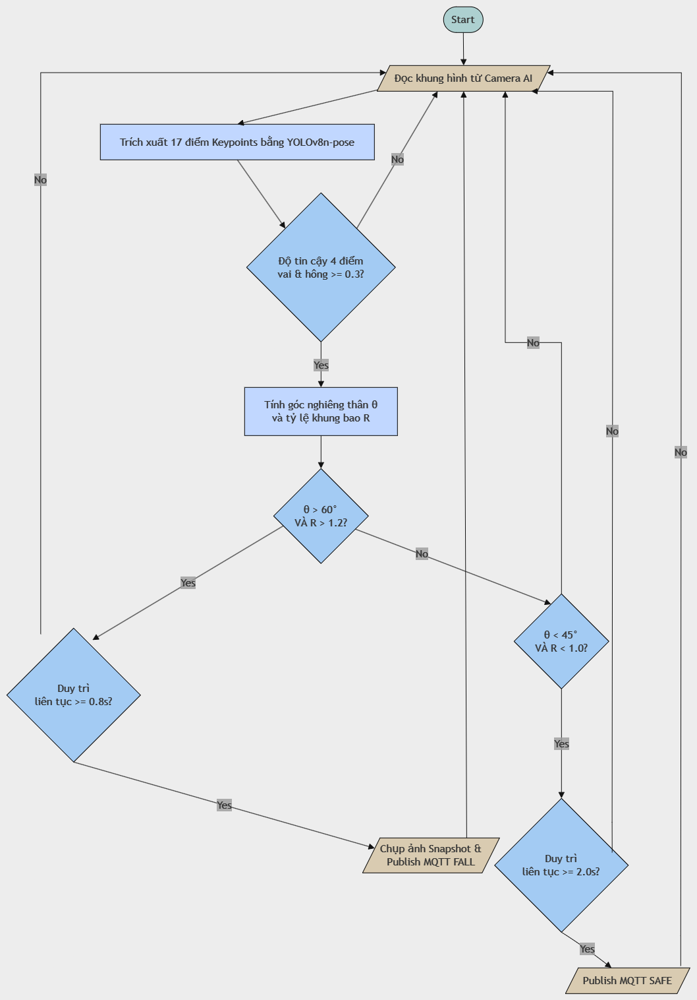 Start
Đọc khung hình từ Camera AI
Trích xuất 17 điểm Keypoints bằng YOLOv8n-pose
No
No
Độ tin cậy 4 điểm
vai & hông >= 0.3?
No
Yes
Tính góc nghiêng thân θ
và tỷ lệ khung bao R
No
No
θ > 60°
VÀ R > 1.2?
No
Yes
θ < 45°
VÀ R < 1.0?
Duy trì
liên tục >= 0.8s?
Yes
Yes
Chụp ảnh Snapshot &
Publish MQTT FALL
Duy trì
liên tục >= 2.0s?
Yes
Publish MQTT SAFE